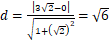 d = |3√2−0| / √(1+(√2)²) = √6